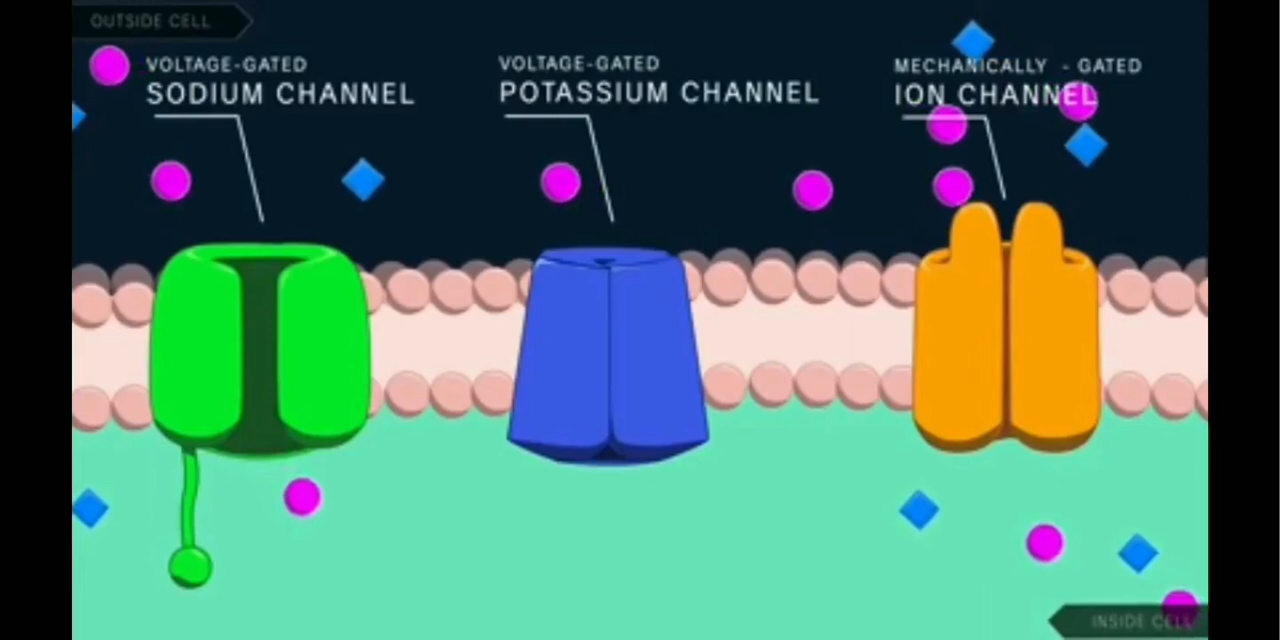 OUTSIDE CELL
VOLTAGE-GATED
SODIUM CHANNEL
VOLTAGE-GATED
POTASSIUM CHANNEL
MECHANICALLY - GATED
ION CHANNEL
INSIDE CELL